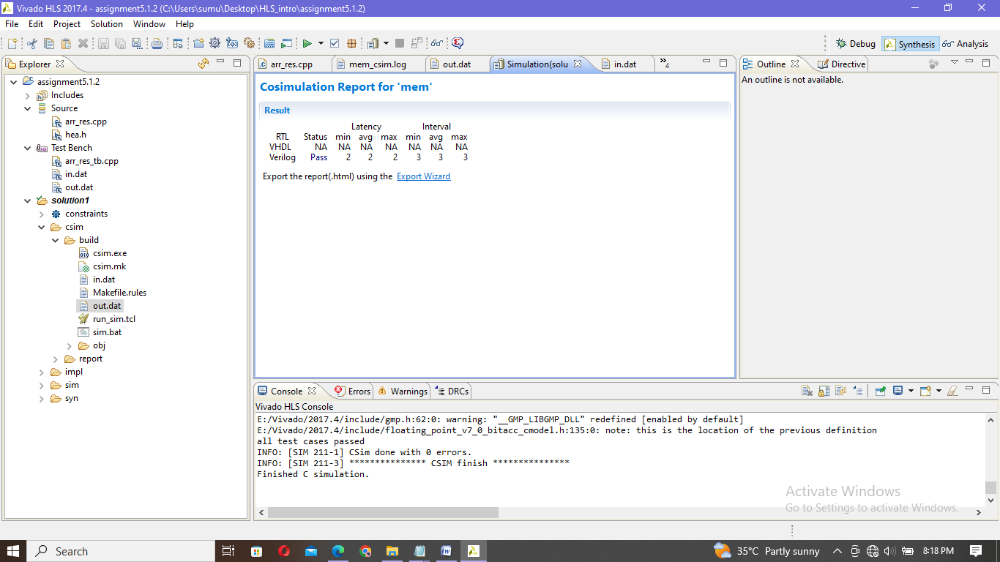 Vivado HLS 2017.4 - assignment5.1.2 (C:\Users\sumu\Desktop\HLS_intro\assignment5.1.2)
File Edit Project Solution Window Help
Debug Synthesis Analysis
Explorer
assignment5.1.2
Includes
Source
arr_res.cpp
hea.h
Test Bench
arr_res_tb.cpp
in.dat
out.dat
solution1
constraints
csim
build
csim.exe
csim.mk
in.dat
Makefile.rules
out.dat
run_sim.tcl
sim.bat
obj
report
impl
sim
syn
arr_res.cpp mem_csim.log out.dat Simulation(solu in.dat »4
Cosimulation Report for 'mem'
Result
Latency Interval
RTL Status min avg max min avg max
VHDL NA NA NA NA NA NA NA
Verilog Pass 2 2 2 3 3 3
Export the report(.html) using the Export Wizard
Outline Directive
An outline is not available.
Console Errors Warnings DRCs
Vivado HLS Console
E:/Vivado/2017.4/include/gmp.h:62:0: warning: "__GMP_LIBGMP_DLL" redefined [enabled by default]
E:/Vivado/2017.4/include/floating_point_v7_0_bitacc_cmodel.h:135:0: note: this is the location of the previous definition
all test cases passed
INFO: [SIM 211-1] CSim done with 0 errors.
INFO: [SIM 211-3] *************** CSIM finish ***************
Finished C simulation.
Activate Windows
Go to Settings to activate Windows.
Search
35°C Partly sunny
8:18 PM